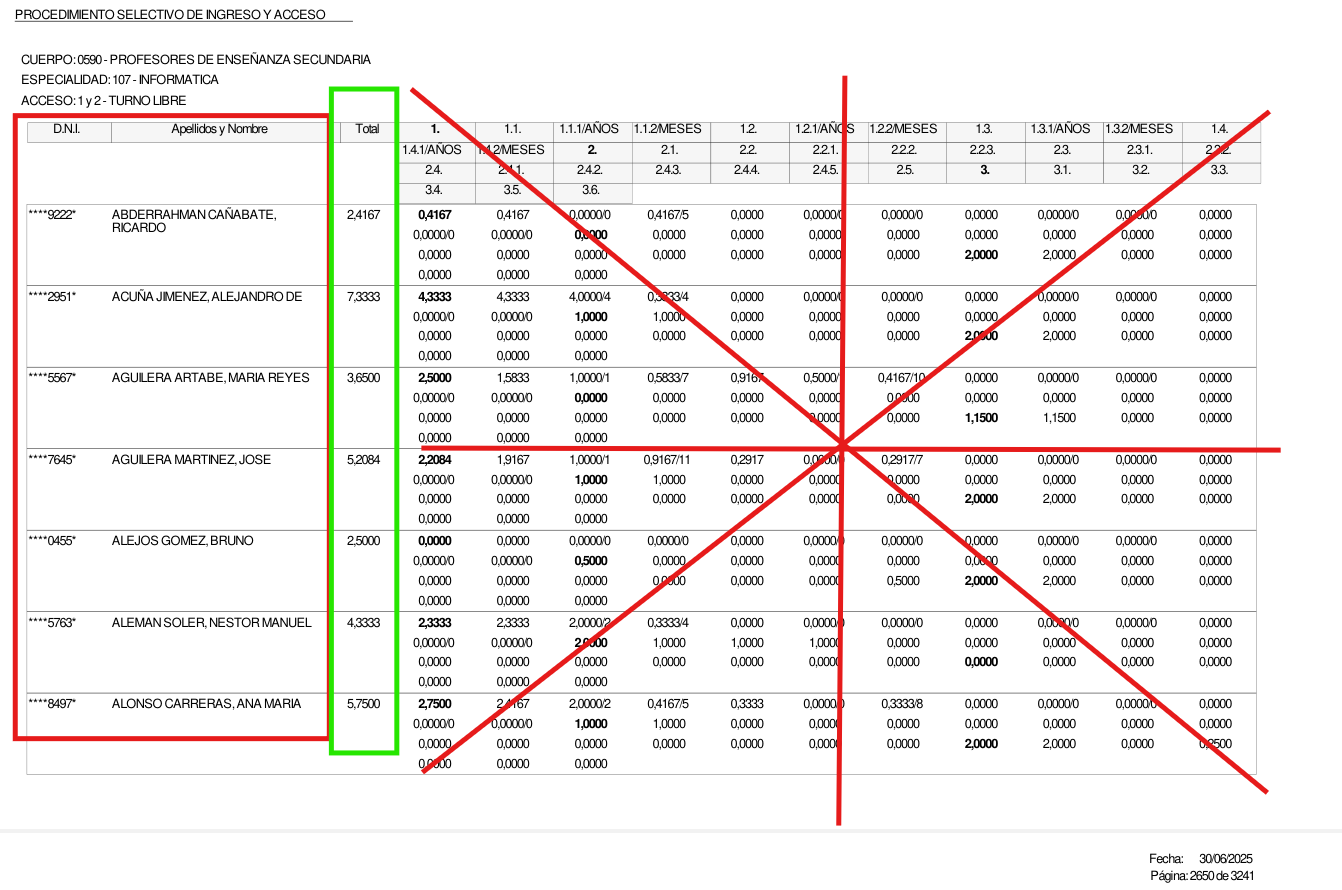 PROCEDIMIENTO SELECTIVO DE INGRESO Y ACCESO
CUERPO: 0590 - PROFESORES DE ENSEÑANZA SECUNDARIA
ESPECIALIDAD: 107 - INFORMATICA
ACCESO: 1 y 2 - TURNO LIBRE
D.N.I. Apellidos y Nombre Total 1. 1.1. 1.1.1/AÑOS 1.1.2/MESES 1.2. 1.2.1/AÑOS 1.2.2/MESES 1.3. 1.3.1/AÑOS 1.3.2/MESES 1.4.
1.4.1/AÑOS 1.4.2/MESES 2. 2.1. 2.2. 2.2.1. 2.2.2. 2.2.3. 2.3. 2.3.1. 2.3.2.
2.4. 2.4.1. 2.4.2. 2.4.3. 2.4.4. 2.4.5. 2.5. 3. 3.1. 3.2. 3.3.
3.4. 3.5. 3.6.
****9222* ABDERRAHMAN CAÑABATE, 2,4167 0,4167 0,4167 0,0000/0 0,4167/5 0,0000 0,0000/0 0,0000/0 0,0000 0,0000/0 0,0000/0 0,0000
RICARDO 0,0000/0 0,0000/0 0,0000 0,0000 0,0000 0,0000 0,0000 0,0000 0,0000 0,0000 0,0000
0,0000 0,0000 0,0000 0,0000 0,0000 0,0000 0,0000 2,0000 2,0000 0,0000 0,0000
0,0000 0,0000 0,0000
****2951* ACUÑA JIMENEZ, ALEJANDRO DE 7,3333 4,3333 4,3333 4,0000/4 0,3333/4 0,0000 0,0000/0 0,0000/0 0,0000 0,0000/0 0,0000/0 0,0000
0,0000/0 0,0000/0 1,0000 1,0000 0,0000 0,0000 0,0000 0,0000 0,0000 0,0000 0,0000
0,0000 0,0000 0,0000 0,0000 0,0000 0,0000 0,0000 2,0000 2,0000 0,0000 0,0000
0,0000 0,0000 0,0000
****5567* AGUILERA ARTABE, MARIA REYES 3,6500 2,5000 1,5833 1,0000/1 0,5833/7 0,9167 0,5000/1 0,4167/10 0,0000 0,0000/0 0,0000/0 0,0000
0,0000/0 0,0000/0 0,0000 0,0000 0,0000 0,0000 0,0000 0,0000 0,0000 0,0000 0,0000
0,0000 0,0000 0,0000 0,0000 0,0000 0,0000 0,0000 1,1500 1,1500 0,0000 0,0000
0,0000 0,0000 0,0000
****7645* AGUILERA MARTINEZ, JOSE 5,2084 2,2084 1,9167 1,0000/1 0,9167/11 0,2917 0,0000/0 0,2917/7 0,0000 0,0000/0 0,0000/0 0,0000
0,0000/0 0,0000/0 1,0000 1,0000 0,0000 0,0000 0,0000 0,0000 0,0000 0,0000 0,0000
0,0000 0,0000 0,0000 0,0000 0,0000 0,0000 0,0000 2,0000 2,0000 0,0000 0,0000
0,0000 0,0000 0,0000
****0455* ALEJOS GOMEZ, BRUNO 2,5000 0,0000 0,0000 0,0000/0 0,0000/0 0,0000 0,0000/0 0,0000/0 0,0000 0,0000/0 0,0000/0 0,0000
0,0000/0 0,0000/0 0,5000 0,0000 0,0000 0,0000 0,0000 0,0000 0,0000 0,0000 0,0000
0,0000 0,0000 0,0000 0,0000 0,0000 0,0000 0,5000 2,0000 2,0000 0,0000 0,0000
0,0000 0,0000 0,0000
****5763* ALEMAN SOLER, NESTOR MANUEL 4,3333 2,3333 2,3333 2,0000/2 0,3333/4 0,0000 0,0000/0 0,0000/0 0,0000 0,0000/0 0,0000/0 0,0000
0,0000/0 0,0000/0 2,0000 1,0000 1,0000 1,0000 0,0000 0,0000 0,0000 0,0000 0,0000
0,0000 0,0000 0,0000 0,0000 0,0000 0,0000 0,0000 0,0000 0,0000 0,0000 0,0000
0,0000 0,0000 0,0000
****8497* ALONSO CARRERAS, ANA MARIA 5,7500 2,7500 2,4167 2,0000/2 0,4167/5 0,3333 0,0000/0 0,3333/8 0,0000 0,0000/0 0,0000/0 0,0000
0,0000/0 0,0000/0 1,0000 1,0000 0,0000 0,0000 0,0000 0,0000 0,0000 0,0000 0,0000
0,0000 0,0000 0,0000 0,0000 0,0000 0,0000 0,0000 2,0000 2,0000 0,0000 0,2500
0,0000 0,0000 0,0000
Fecha: 30/06/2025
Página: 2650 de 3241